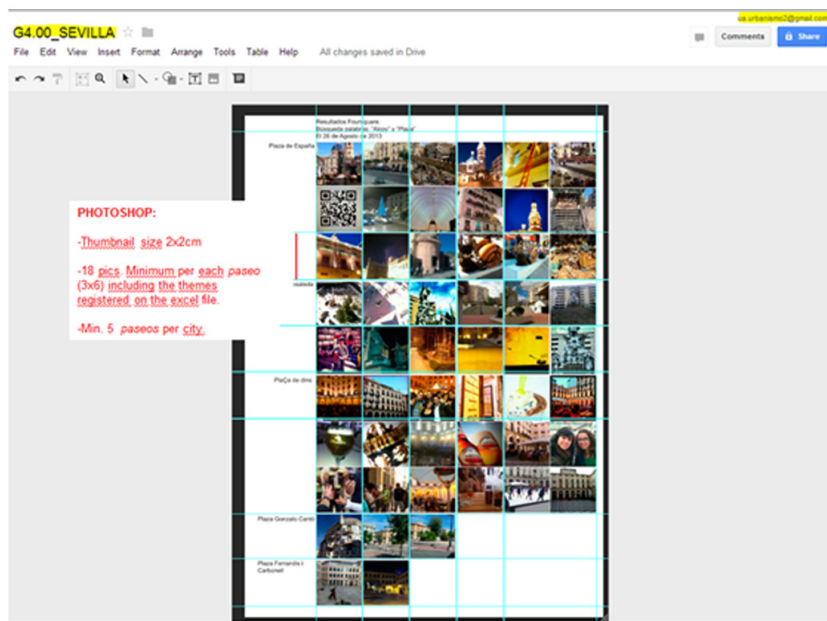 ua.urbanismo2@gmail.com
G4.00_SEVILLA
File Edit View Insert Format Arrange Tools Table Help All changes saved in Drive
Comments
Share
Resultados Foursquare.
Búsqueda palabras: "Alcoy" o "Plaza"
El 26 de Agosto de 2013
Plaza de España
PHOTOSHOP:
-Thumbnail size 2x2cm
-18 pics. Minimum per each paseo
(3x6) including the themes
registered on the excel file.
-Min. 5 paseos per city.
PlaÇa de dins
Plaza Gonzalo Cantó
Plaza Ferrandis i
Carbonell